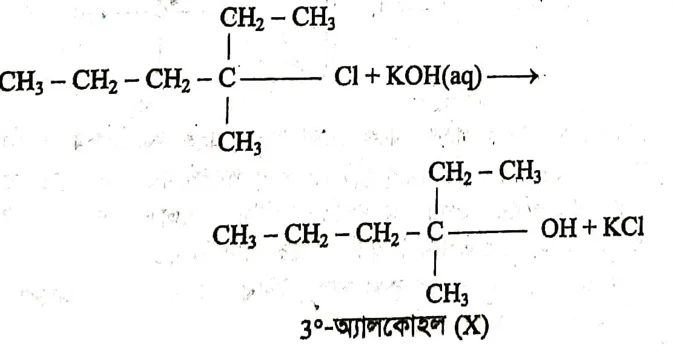 CH₂ – CH₃
CH₃ – CH₂ – CH₂ – C — Cl + KOH(aq) ⟶
CH₃
CH₂ – CH₃
CH₃ – CH₂ – CH₂ – C — OH + KCl
CH₃
3°-অ্যালকোহল (X)